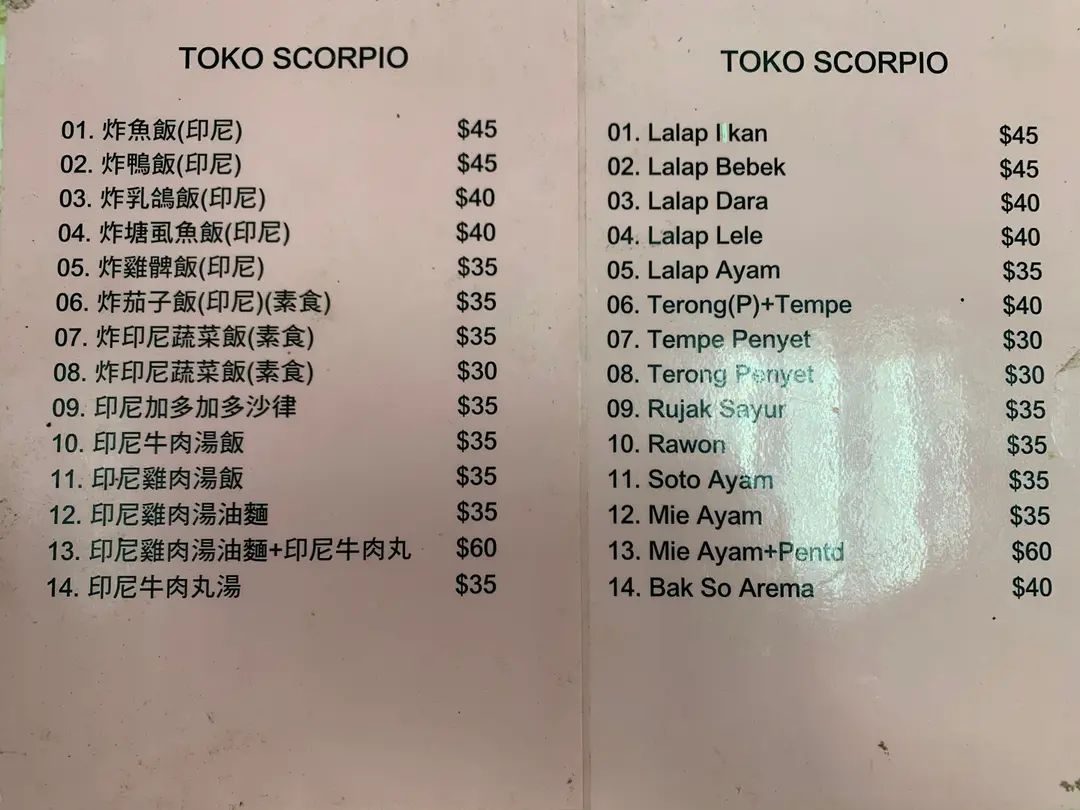 TOKO SCORPIO
01. 炸魚飯(印尼) $45
02. 炸鴨飯(印尼) $45
03. 炸乳鴿飯(印尼) $40
04. 炸塘虱魚飯(印尼) $40
05. 炸雞髀飯(印尼) $35
06. 炸茄子飯(印尼)(素食) $35
07. 炸印尼蔬菜飯(素食) $35
08. 炸印尼蔬菜飯(素食) $30
09. 印尼加多加多沙律 $35
10. 印尼牛肉湯飯 $35
11. 印尼雞肉湯飯 $35
12. 印尼雞肉湯油麵 $35
13. 印尼雞肉湯油麵+印尼牛肉丸 $60
14. 印尼牛肉丸湯 $35
TOKO SCORPIO
01. Lalap Ikan $45
02. Lalap Bebek $45
03. Lalap Dara $40
04. Lalap Lele $40
05. Lalap Ayam $35
06. Terong(P)+Tempe $40
07. Tempe Penyet $30
08. Terong Penyet $30
09. Rujak Sayur $35
10. Rawon $35
11. Soto Ayam $35
12. Mie Ayam $35
13. Mie Ayam+Pentd $60
14. Bak So Arema $40